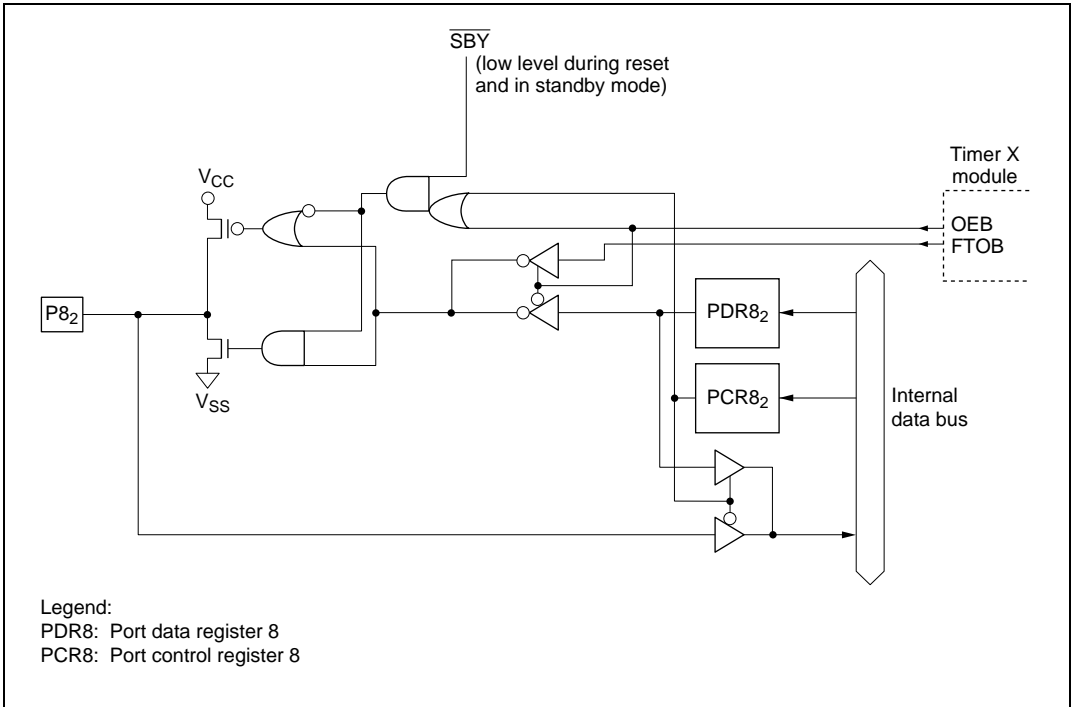 SBY
(low level during reset
and in standby mode)
Timer X
module
VCC
OEB
FTOB
P82
PDR82
PCR82
VSS
Internal
data bus
Legend:
PDR8: Port data register 8
PCR8: Port control register 8